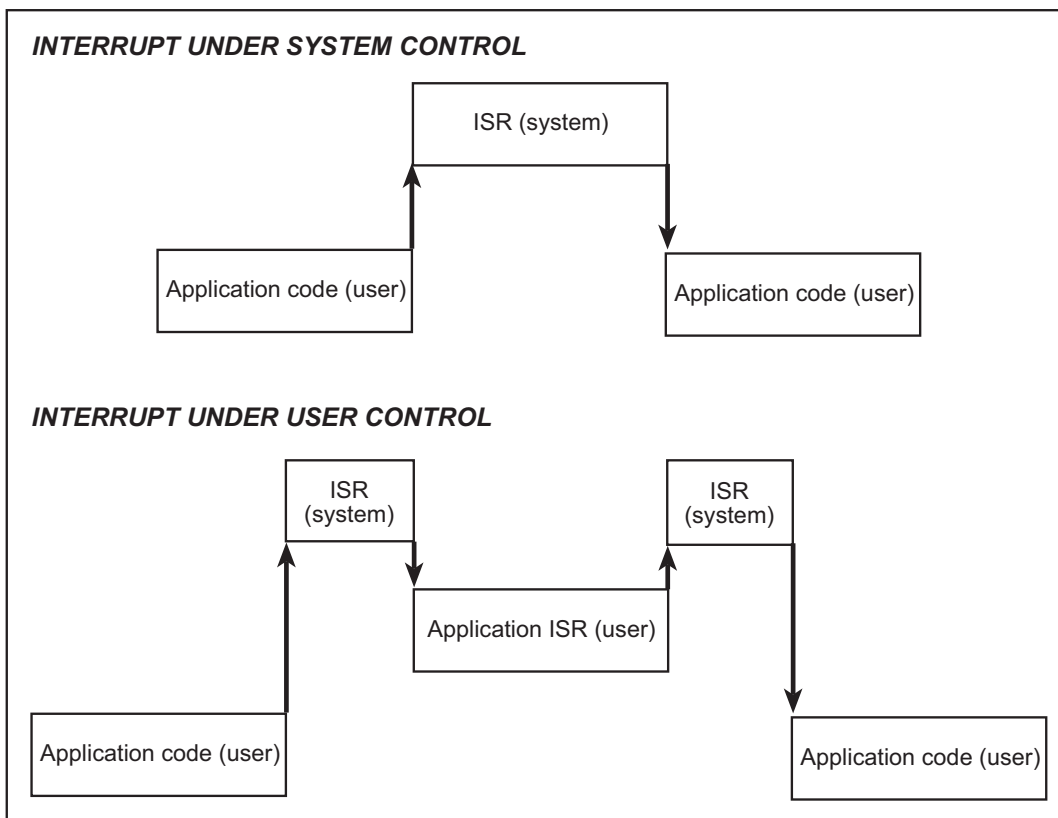 INTERRUPT UNDER SYSTEM CONTROL
ISR (system)
Application code (user)
Application code (user)
INTERRUPT UNDER USER CONTROL
ISR
(system)
ISR
(system)
Application ISR (user)
Application code (user)
Application code (user)